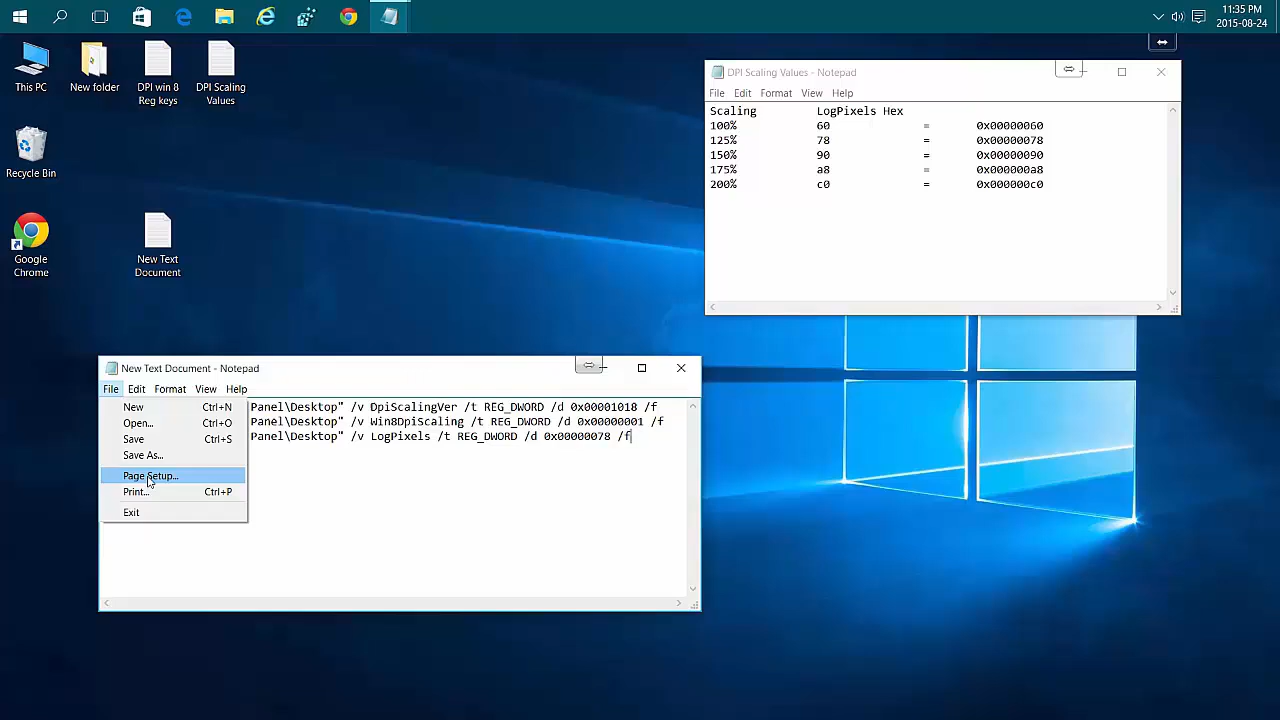 11:35 PM
2015-08-24
This PC
New folder
DPI win 8
Reg keys
DPI Scaling
Values
Recycle Bin
Google
Chrome
New Text
Document
DPI Scaling Values - Notepad
File Edit Format View Help
Scaling LogPixels Hex
100% 60 = 0x00000060
125% 78 = 0x00000078
150% 90 = 0x00000090
175% a8 = 0x000000a8
200% c0 = 0x000000c0
New Text Document - Notepad
File Edit Format View Help
Panel\Desktop" /v DpiScalingVer /t REG_DWORD /d 0x00001018 /f
Panel\Desktop" /v Win8DpiScaling /t REG_DWORD /d 0x00000001 /f
Panel\Desktop" /v LogPixels /t REG_DWORD /d 0x00000078 /f
New Ctrl+N
Open... Ctrl+O
Save Ctrl+S
Save As...
Page Setup...
Print... Ctrl+P
Exit